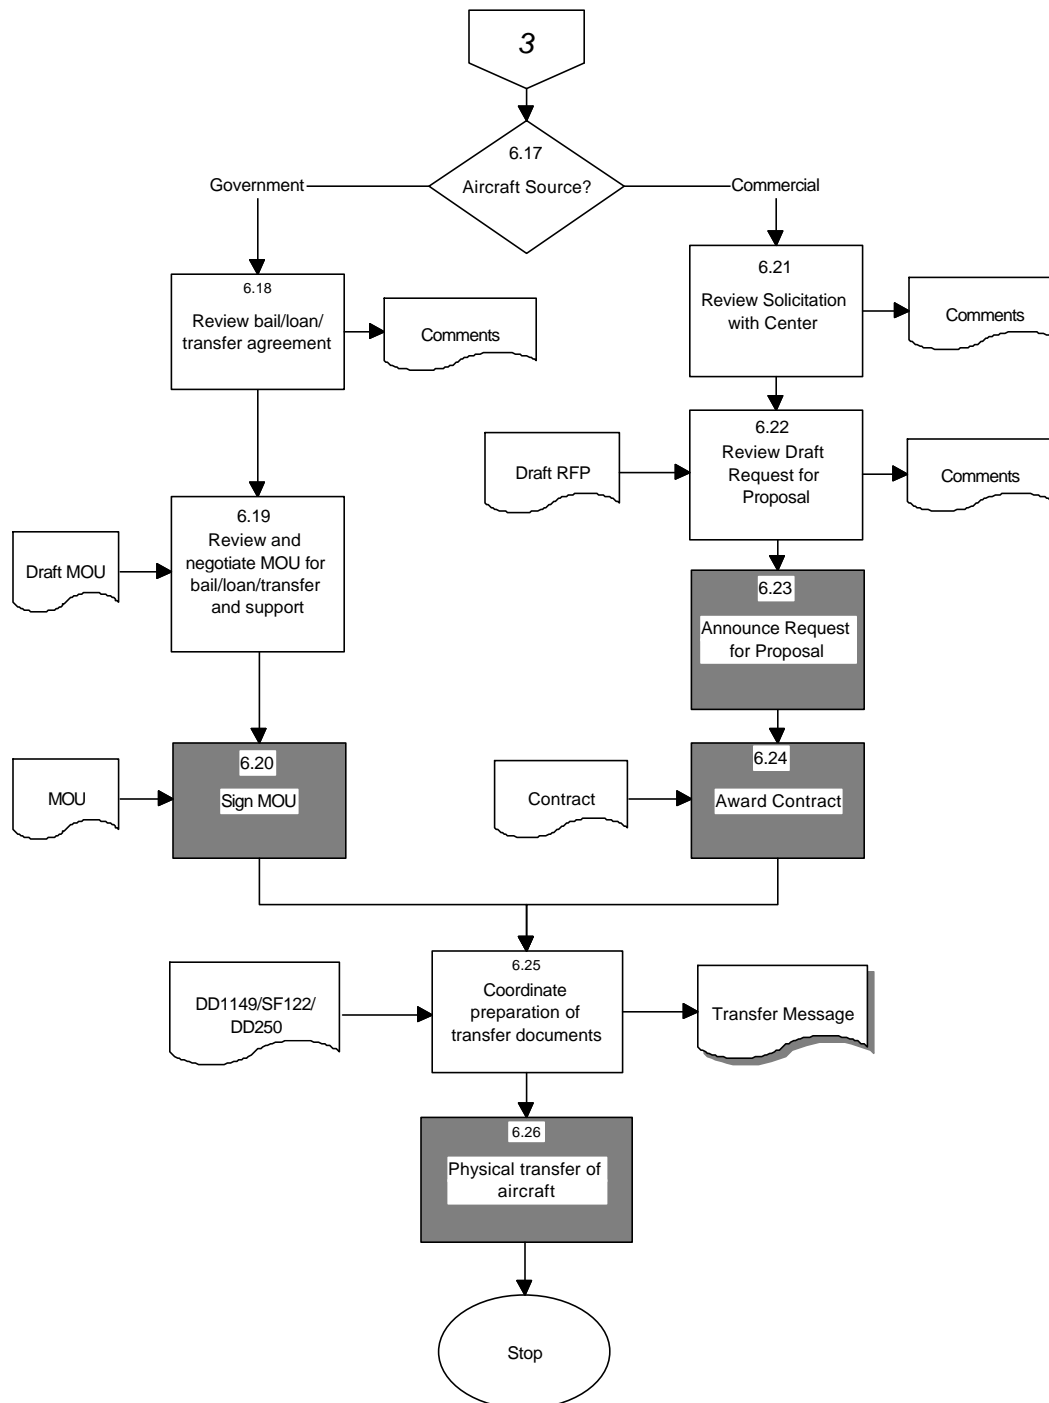 3
6.17
Aircraft Source?
Government
Commercial
6.18
Review bail/loan/
transfer agreement
Comments
6.21
Review Solicitation
with Center
Comments
6.22
Review Draft
Request for
Proposal
Draft RFP
Comments
6.19
Review and
negotiate MOU for
bail/loan/transfer
and support
Draft MOU
6.23
Announce Request
for Proposal
6.20
Sign MOU
MOU
6.24
Award Contract
Contract
6.25
Coordinate
preparation of
transfer documents
DD1149/SF122/
DD250
Transfer Message
6.26
Physical transfer of
aircraft
Stop